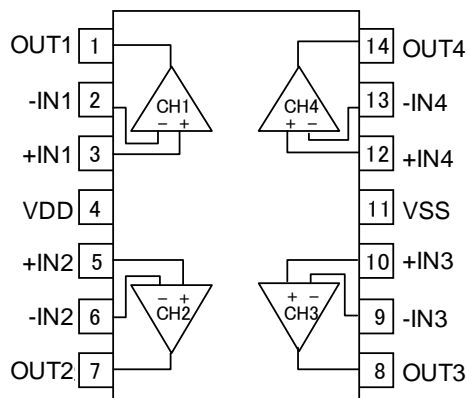 OUT1 1 14 OUT4
-IN1 2 CH1 CH4 13 -IN4
- + + -
+IN1 3 12 +IN4
VDD 4 11 VSS
+IN2 5 10 +IN3
- + + -
-IN2 6 CH2 CH3 9 -IN3
OUT2 7 8 OUT3